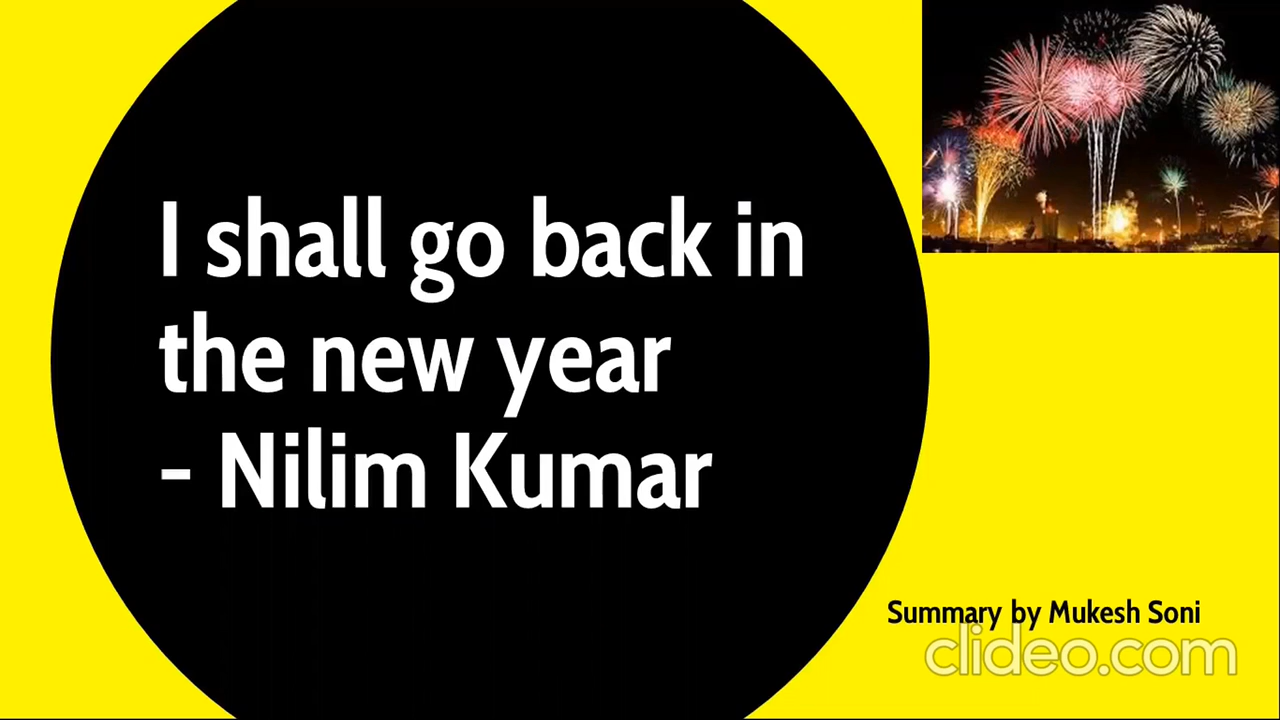 I shall go back in
the new year
- Nilim Kumar
Summary by Mukesh Soni
clideo.com